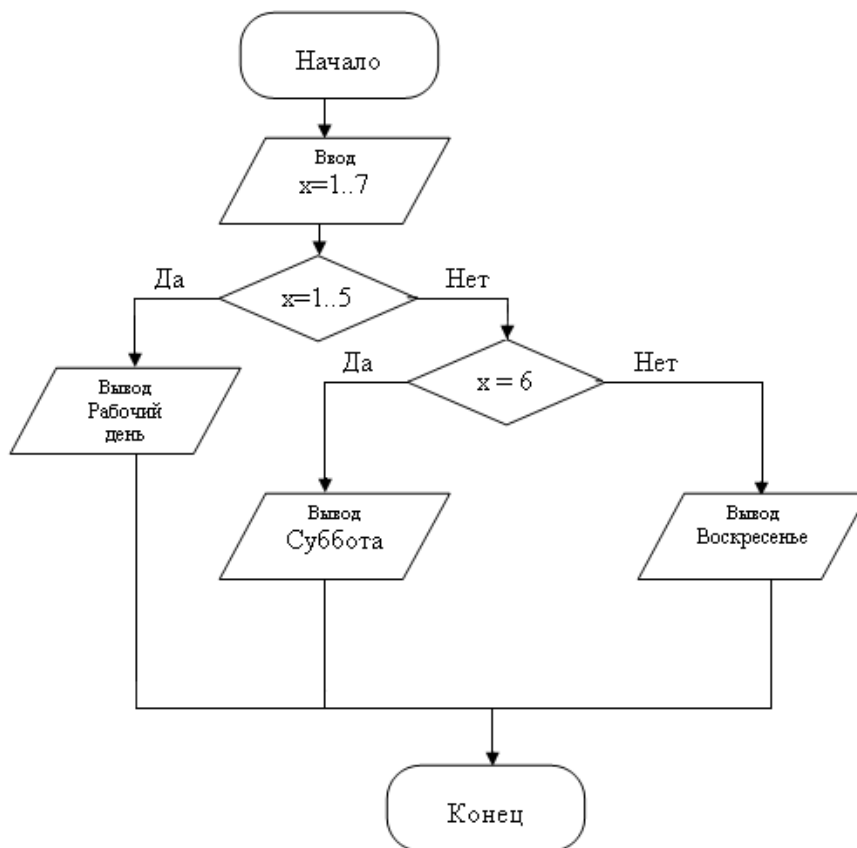 Начало
Ввод
x=1..7
Да
Нет
x=1..5
Да
Нет
x = 6
Вывод
Рабочий
день
Вывод
Суббота
Вывод
Воскресенье
Конец